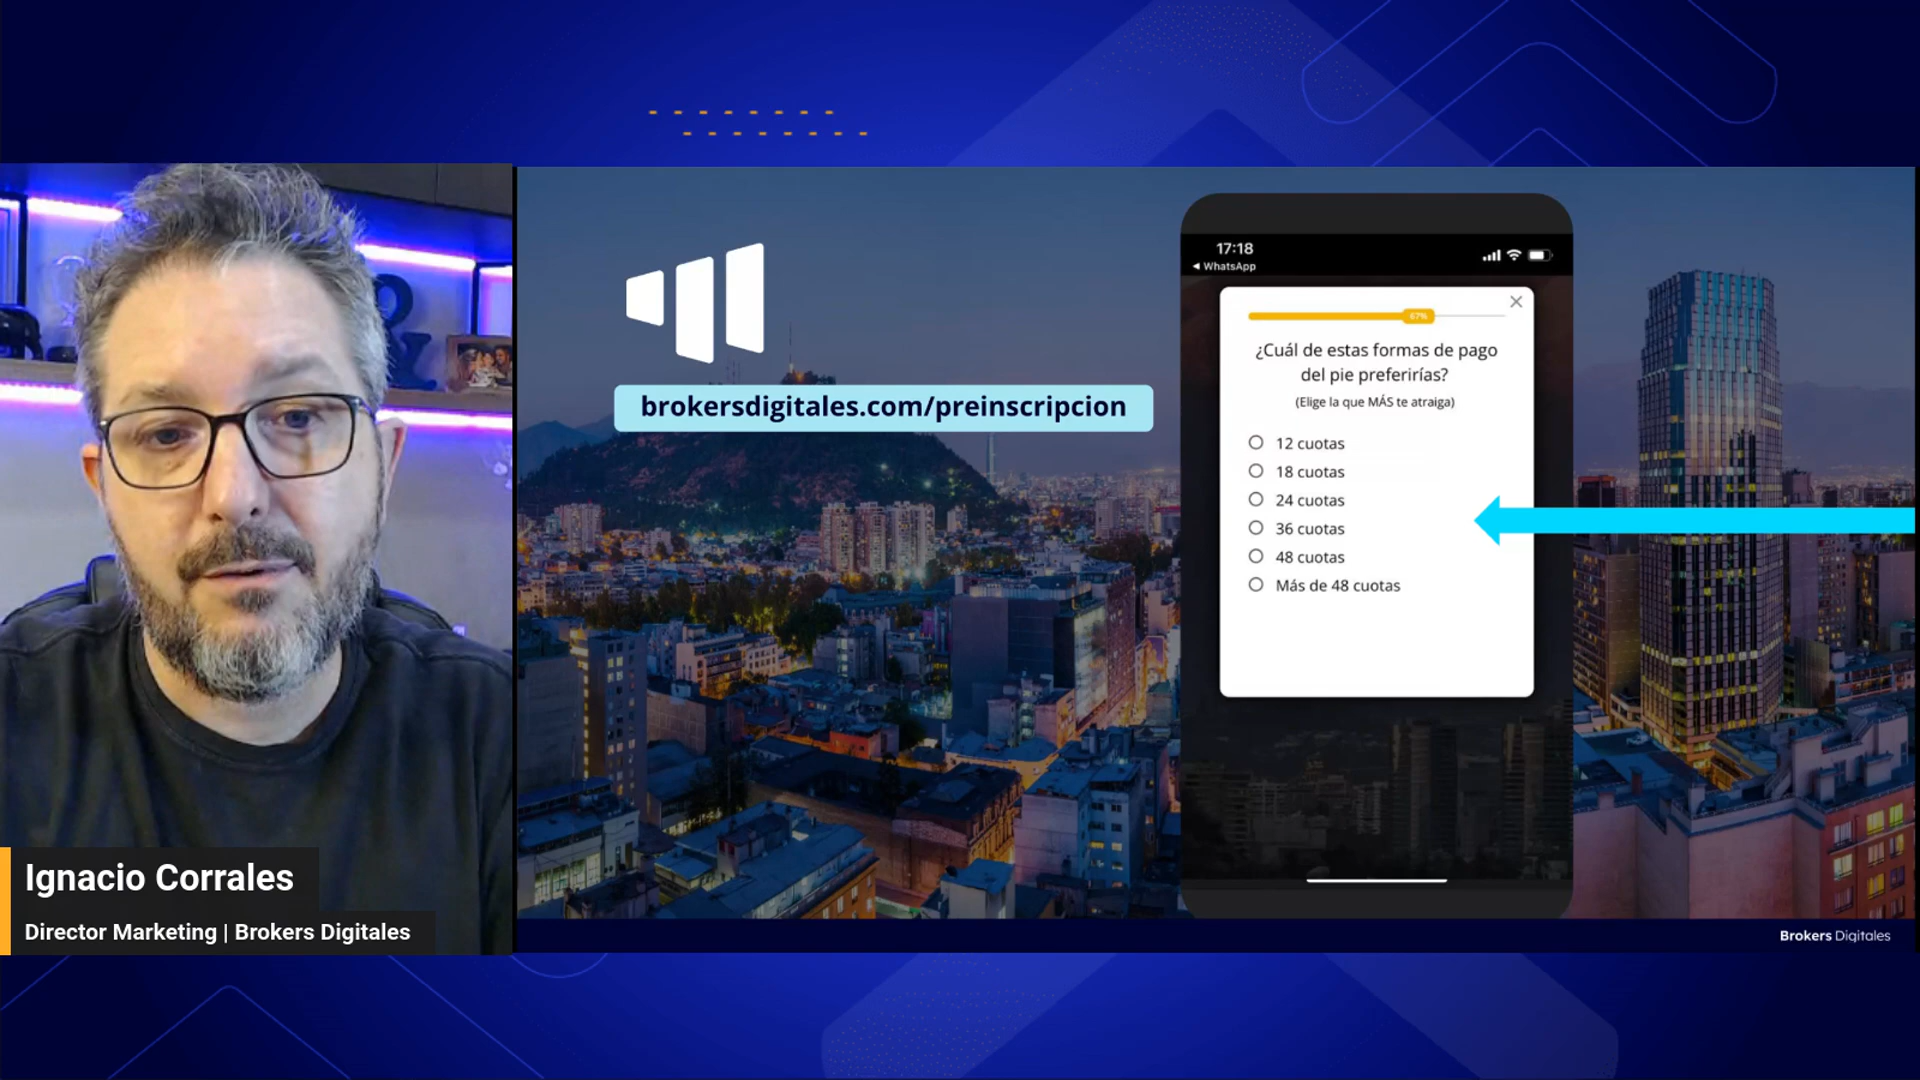 Ignacio Corrales
Director Marketing | Brokers Digitales
brokersdigitales.com/preinscripcion
17:18
◀ WhatsApp
67%
¿Cuál de estas formas de pago
del pie preferirías?
(Elige la que MÁS te atraiga)
12 cuotas
18 cuotas
24 cuotas
36 cuotas
48 cuotas
Más de 48 cuotas
Brokers Digitales